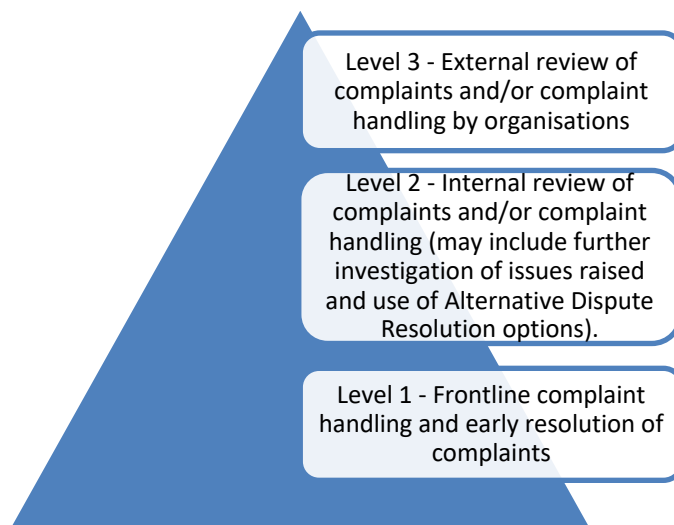 Level 3 - External review of
complaints and/or complaint
handling by organisations
Level 2 - Internal review of
complaints and/or complaint
handling (may include further
investigation of issues raised
and use of Alternative Dispute
Resolution options).
Level 1 - Frontline complaint
handling and early resolution of
complaints